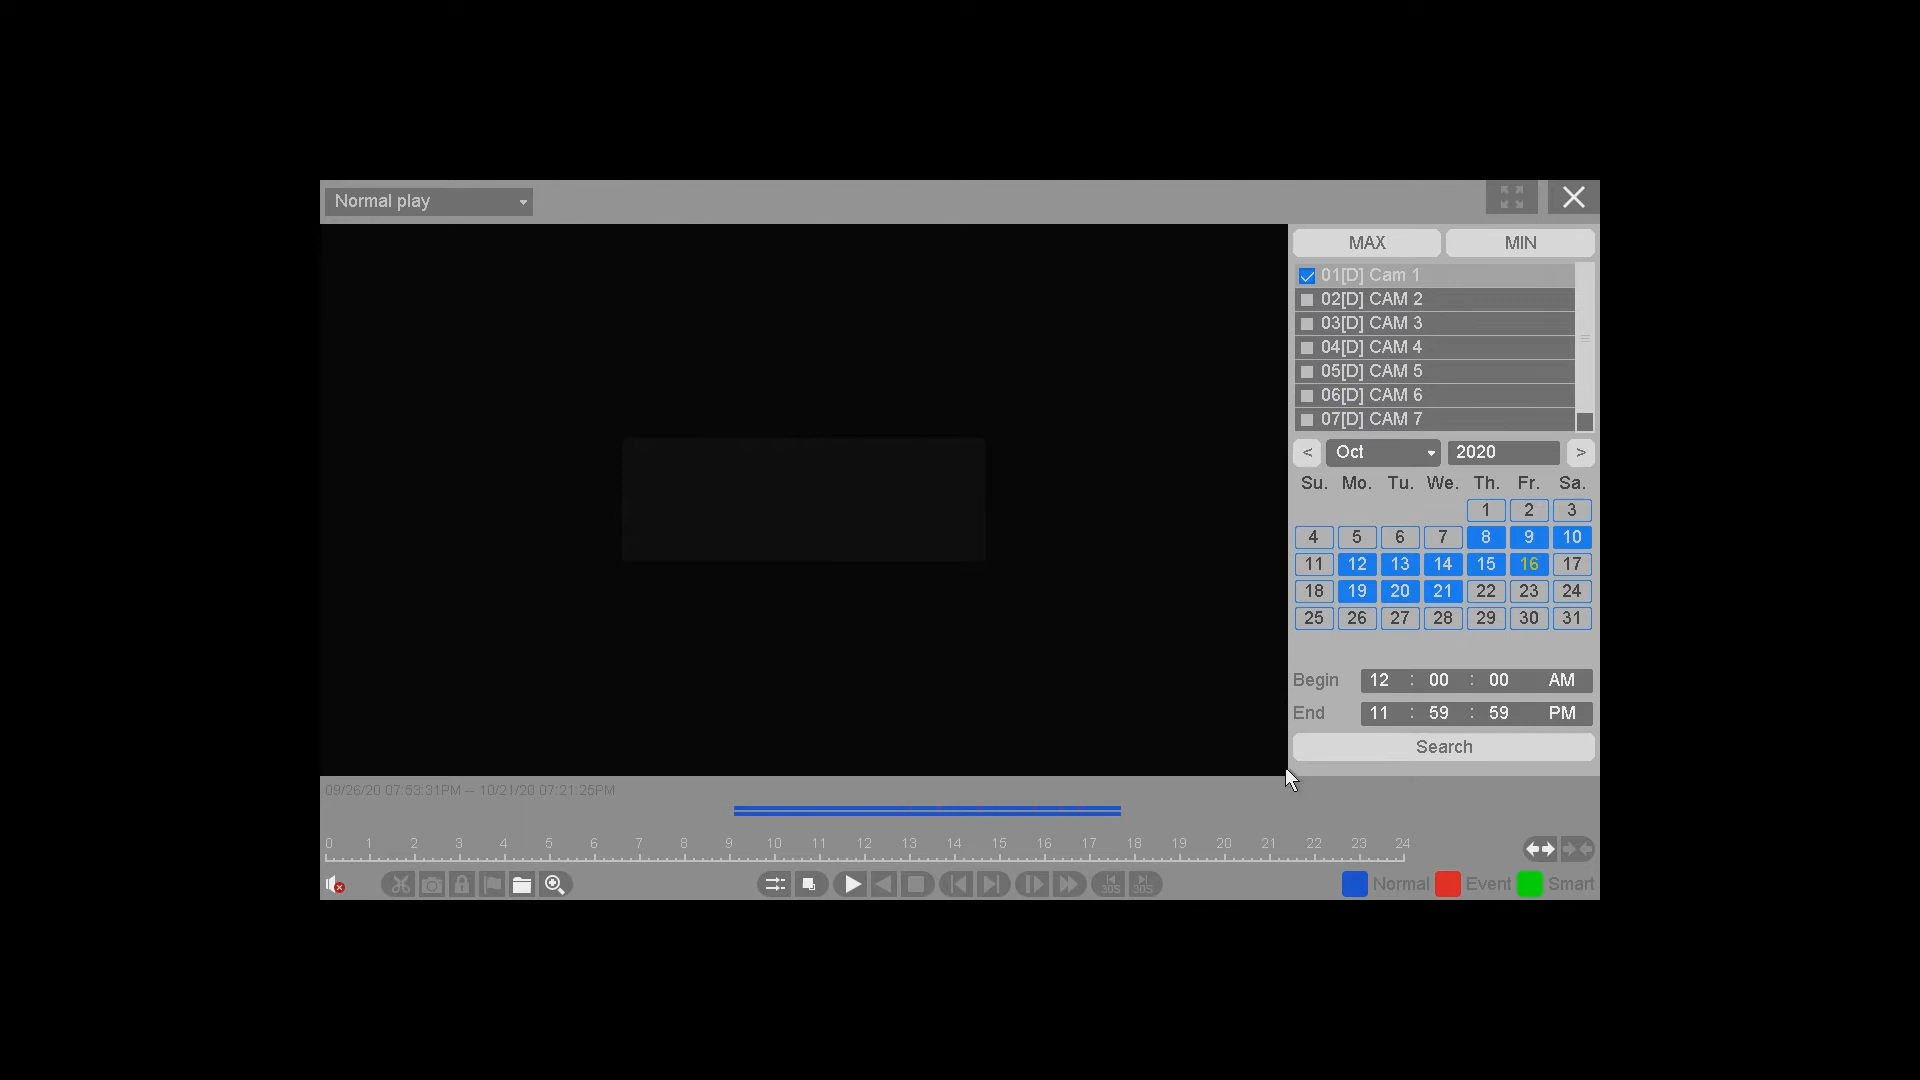 Normal play
MAX MIN
01[D] Cam 1
02[D] CAM 2
03[D] CAM 3
04[D] CAM 4
05[D] CAM 5
06[D] CAM 6
07[D] CAM 7
< Oct 2020 >
Su. Mo. Tu. We. Th. Fr. Sa.
1 2 3
4 5 6 7 8 9 10
11 12 13 14 15 16 17
18 19 20 21 22 23 24
25 26 27 28 29 30 31
Begin 12 : 00 : 00 AM
End 11 : 59 : 59 PM
Search
09/26/20 07:53:31PM -- 10/21/20 07:21:25PM
0 1 2 3 4 5 6 7 8 9 10 11 12 13 14 15 16 17 18 19 20 21 22 23 24
30S 30S Normal Event Smart